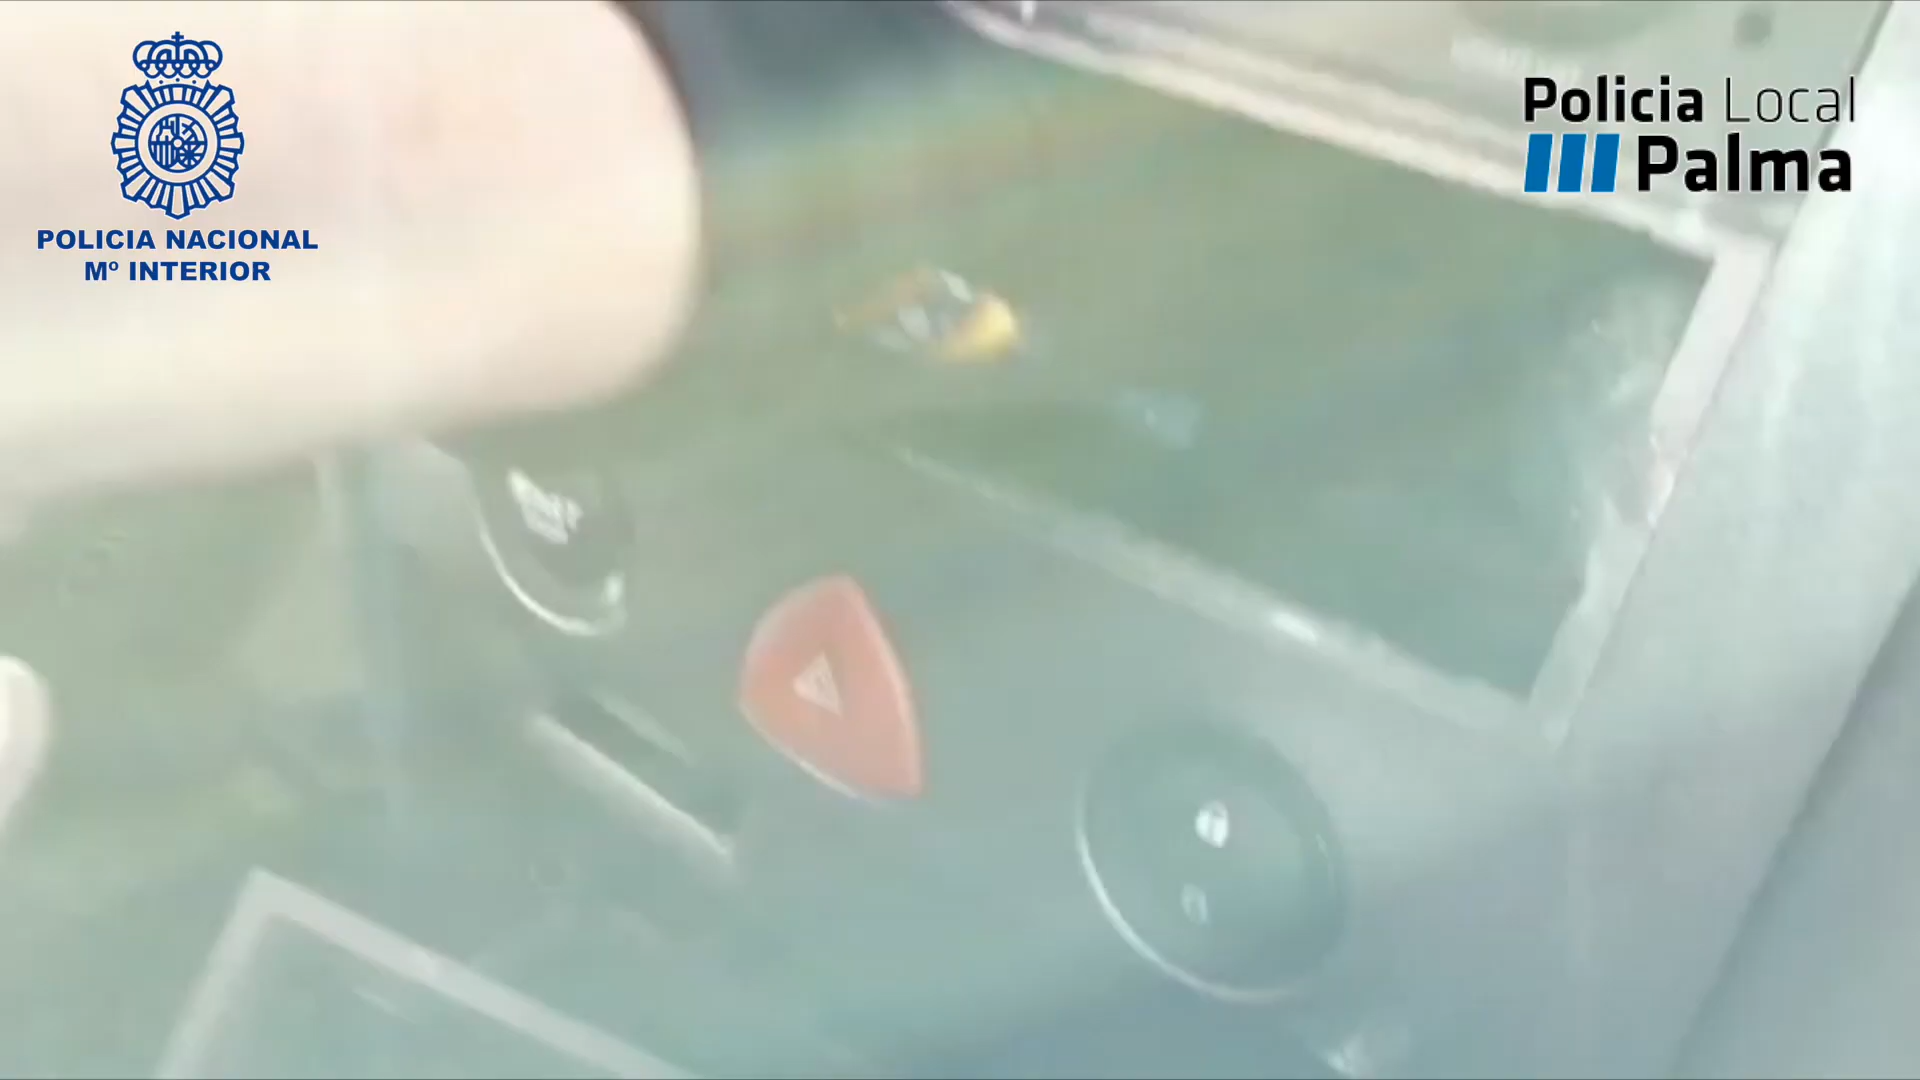 POLICIA NACIONAL
Mº INTERIOR
Policia Local
Palma